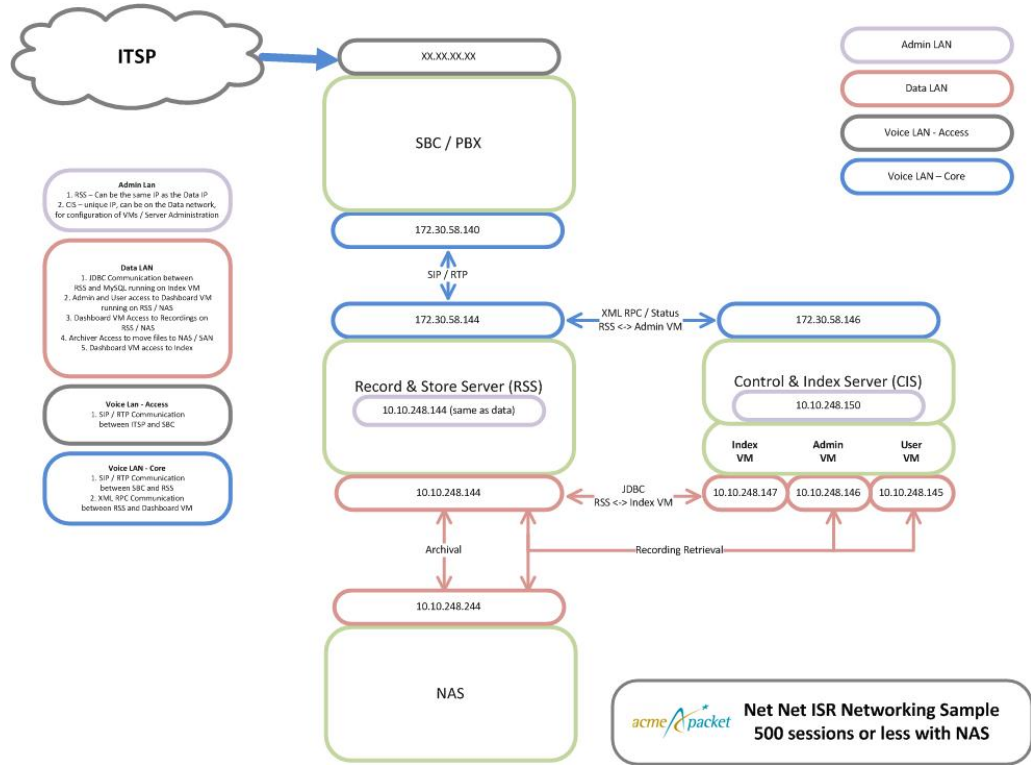 ITSP
XX.XX.XX.XX
SBC / PBX
172.30.58.140
SIP / RTP
172.30.58.144
XML RPC / Status
RSS <-> Admin VM
172.30.58.146
Record & Store Server (RSS)
10.10.248.144 (same as data)
Control & Index Server (CIS)
10.10.248.150
Index
VM
Admin
VM
User
VM
10.10.248.144
JDBC
RSS <-> Index VM
10.10.248.147
10.10.248.146
10.10.248.145
Archival
Recording Retrieval
10.10.248.244
NAS
Admin LAN
Data LAN
Voice LAN - Access
Voice LAN – Core
Admin Lan
1. RSS – Can be the same IP as the Data IP
2. CIS – unique IP, can be on the Data network,
for configuration of VMs / Server Administration
Data LAN
1. JDBC Communication between
RSS and MySQL running on Index VM
2. Admin and User access to Dashboard VM
running on RSS / NAS
3. Dashboard VM Access to Recordings on
RSS / NAS
4. Archiver Access to move files to NAS / SAN
5. Dashboard VM access to Index
Voice Lan - Access
1. SIP / RTP Communication
between ITSP and SBC
Voice LAN - Core
1. SIP / RTP Communication
between SBC and RSS
2. XML RPC Communication
between RSS and Dashboard VM
acme packet
Net Net ISR Networking Sample
500 sessions or less with NAS